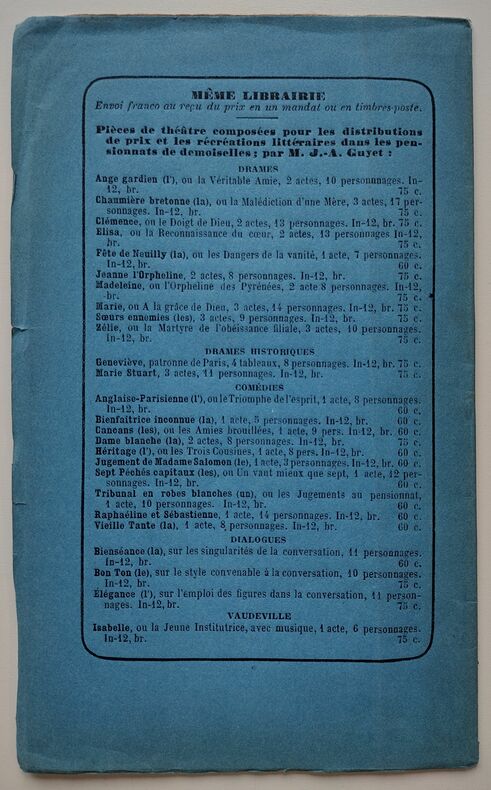 MÊME LIBRAIRIE
Envoi franco au reçu du prix en un mandat ou en timbres-poste.
Pièces de théâtre composées pour les distributions
de prix et les récréations littéraires dans les pen-
sionnats de demoiselles ; par M. J.-A. Guyet :
DRAMES
Ange gardien (l'), ou la Véritable Amie, 2 actes, 10 personnnages. In-
12, br. 75 c.
Chaumière bretonne (la), ou la Malédiction d'une Mère, 3 actes, 17 per-
sonnages. In-12, br. 75 c.
Clémence, ou le Doigt de Dieu, 2 actes, 13 personnages. In-12, br. 75 c.
Elisa, ou la Reconnaissance du cœur, 2 actes, 13 personnages In-12,
br. 75 c.
Fête de Neuilly (la), ou les Dangers de la vanité, 1 acte, 7 personnages.
In-12, br. 60 c.
Jeanne l'Orpheline, 2 actes, 8 personnages. In-12, br. 75 c.
Madeleine, ou l'Orpheline des Pyrénées, 2 acte 8 personnages. In-12,
br. 75 c.
Marie, ou A la grâce de Dieu, 3 actes, 14 personnages. In-12, br. 75 c.
Sœurs ennemies (les), 3 actes, 9 personnages. In-12, br. 75 c.
Zélie, ou la Martyre de l'obéissance filiale, 3 actes, 10 personnages.
In-12, br. 75 c.
DRAMES HISTORIQUES
Geneviève, patronne de Paris, 4 tableaux, 8 personnages. In-12, br. 75 c.
Marie Stuart, 3 actes, 11 personnages. In-12, br. 75 c.
COMÉDIES
Anglaise-Parisienne (l'), ou le Triomphe de l'esprit, 1 acte, 8 personnages.
In-12, br. 60 c.
Bienfaitrice inconnue (la), 1 acte, 5 personnages. In-12, br. 60 c.
Cancans (les), ou les Amies brouillées, 1 acte, 9 pers. In-12, br. 60 c.
Dame blanche (la), 2 actes, 8 personnages. In-12, br. 75 c.
Héritage (l'), ou les Trois Cousines, 1 acte, 8 pers. In-12, br. 60 c.
Jugement de Madame Salomon (le), 1 acte, 3 personnages. In-12, br. 60 c.
Sept Péchés capitaux (les), ou Un vaut mieux que sept, 1 acte, 12 per-
sonnages. In-12, br. 60 c.
Tribunal en robes blanches (un), ou les Jugements au pensionnat,
1 acte, 10 personnages. In-12, br. 60 c.
Raphaéline et Sébastienne, 1 acte, 14 personnages. In-12, br. 60 c.
Vieille Tante (la), 1 acte, 8 personnages. In-12, br. 60 c.
DIALOGUES
Bienséance (la), sur les singularités de la conversation, 11 personnages.
In-12, br. 60 c.
Bon Ton (le), sur le style convenable à la conversation, 10 personnages.
In-12, br. 75 c.
Élégance (l'), sur l'emploi des figures dans la conversation, 11 person-
nages. In-12, br. 75 c.
VAUDEVILLE
Isabelle, ou la Jeune Institutrice, avec musique, 1 acte, 6 personnages.
In-12, br. 75 c.